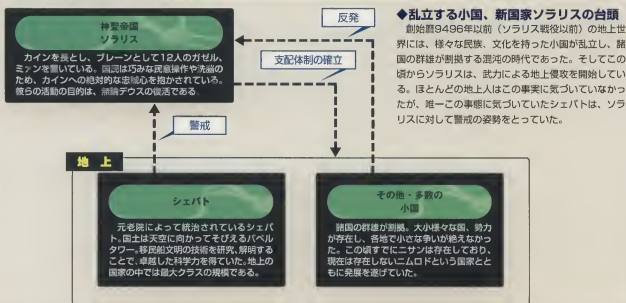 神聖帝国
ソラリス
カインを長とし、ブレーンとして12人のガゼル、
ミァンを置いている。国民は巧みな民意操作や洗脳の
ため、カインへの絶対的な忠誠心を抱かされている。
彼らの活動の目的は、無論デウスの復活である。
反発
支配体制の確立
警戒
◆乱立する小国、新国家ソラリスの台頭
創始暦9496年以前（ソラリス戦役以前）の地上世
界には、様々な民族、文化を持った小国が乱立し、諸
国の群雄が割拠する混沌の時代であった。そしてこの
頃からソラリスは、武力による地上侵攻を開始してい
る。ほとんどの地上人はこの事実に気づいていなかっ
たが、唯一この事態に気づいていたシェバトは、ソラ
リスに対して警戒の姿勢をとっていた。
地上
シェバト
元老院によって統治されているシェバ
ト。国土は天空に向かってそびえるバベル
タワー。移民船文明の技術を研究、解明する
ことで、卓越した科学力を得ていた。地上の
国家の中では最大クラスの規模である。
その他・多数の
小国
諸国の群雄が割拠。大小様々な国、勢力
が存在し、各地で小さな争いが絶えなかっ
た。この頃すでにニサンは存在しており、
現在は存在しないニムロドという国家とと
もに発展を遂げていた。